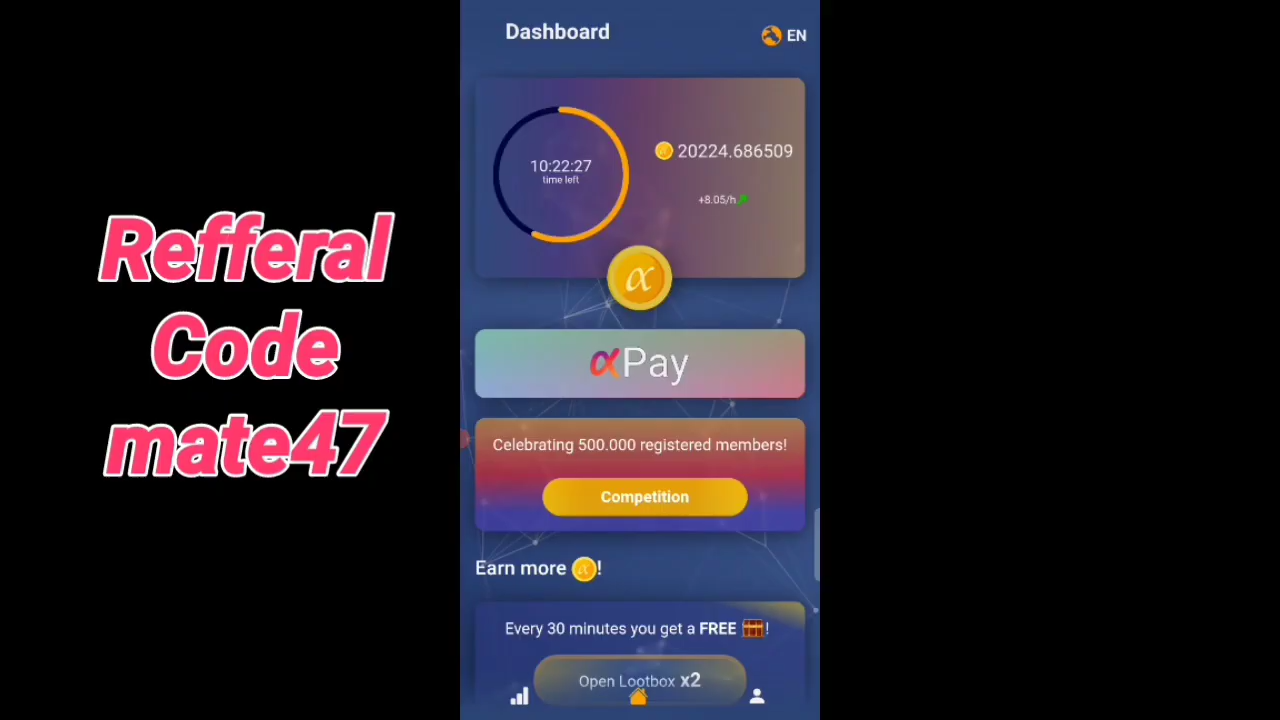 Refferal
Code
mate47
Dashboard
EN
10:22:27
time left
20224.686509
+8.05/h
αPay
Celebrating 500.000 registered members!
Competition
Earn more α!
Every 30 minutes you get a FREE !
Open Lootbox x2